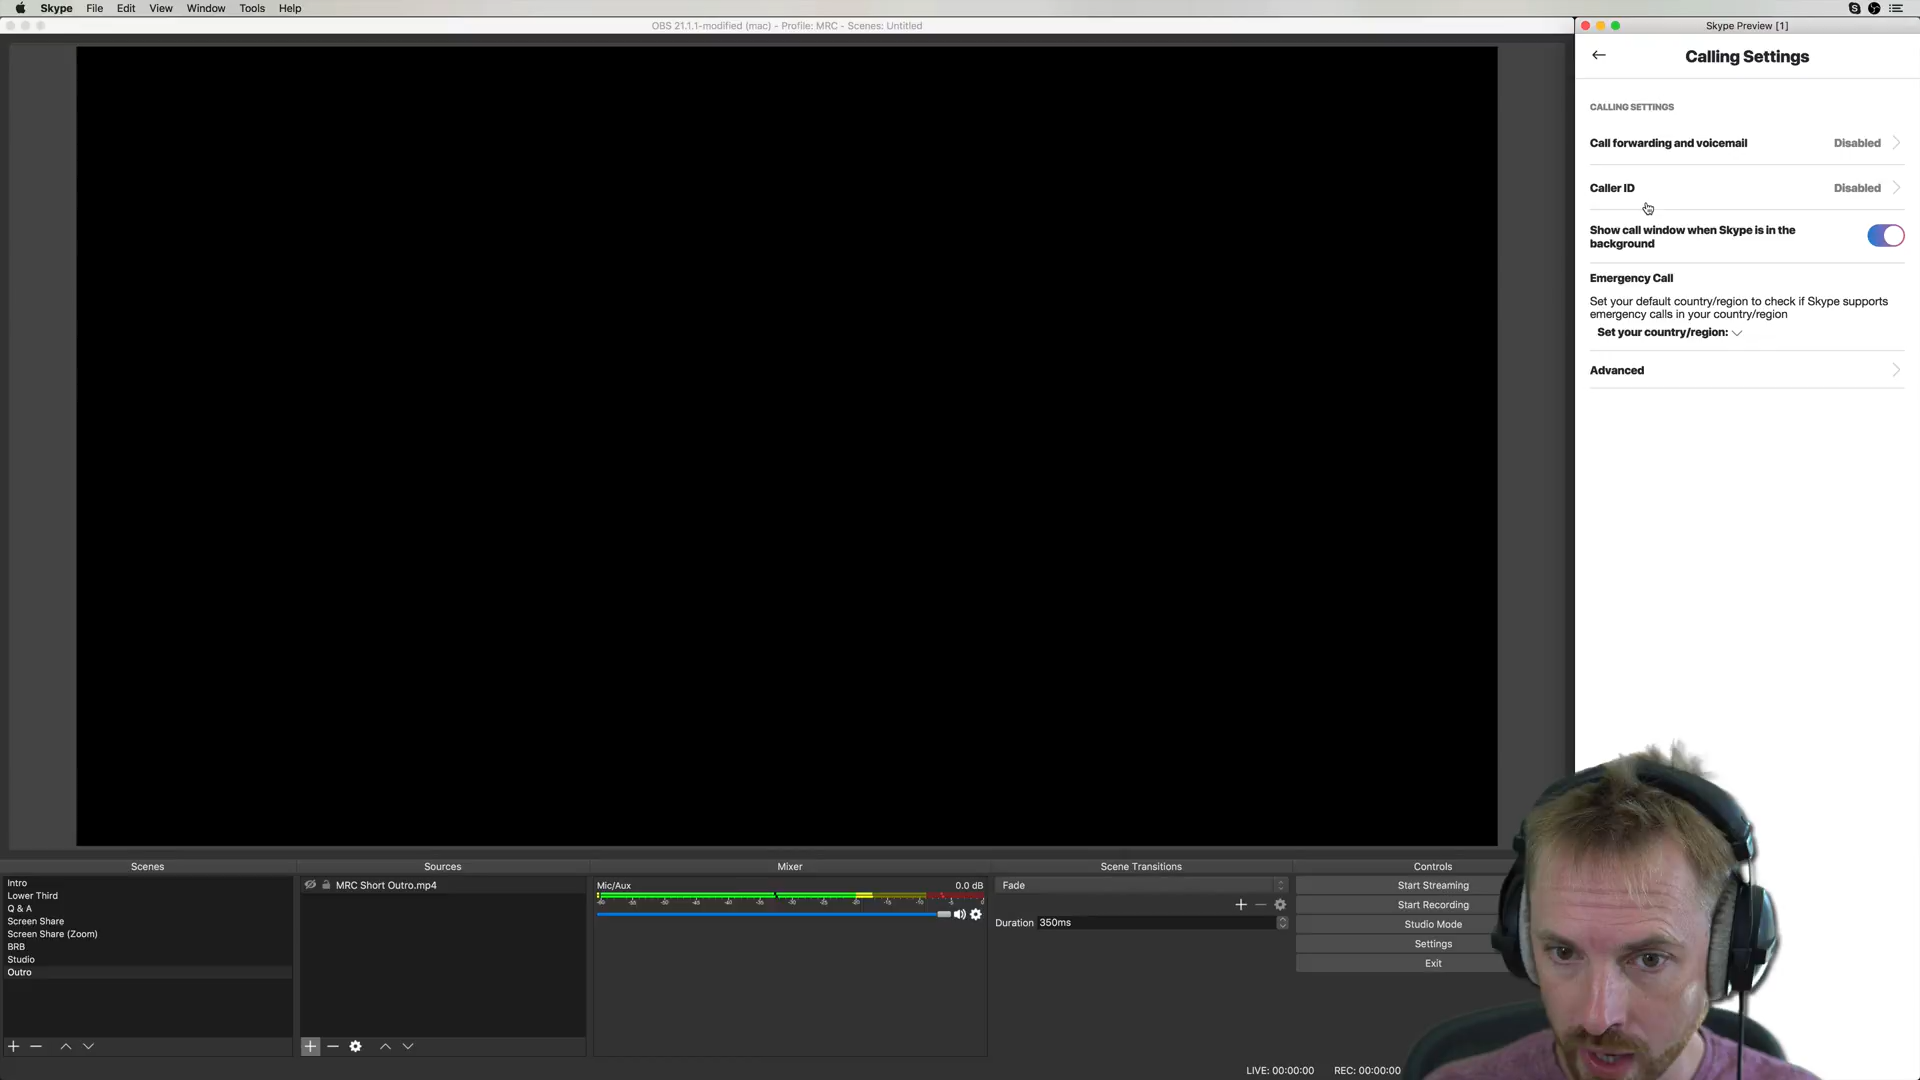 Skype File Edit View Window Tools Help
OBS 21.1.1-modified (mac) - Profile: MRC - Scenes: Untitled
Skype Preview [1]
Calling Settings
CALLING SETTINGS
Call forwarding and voicemail Disabled
Caller ID Disabled
Show call window when Skype is in the
background
Emergency Call
Set your default country/region to check if Skype supports
emergency calls in your country/region
Set your country/region:
Advanced
Scenes Sources Mixer Scene Transitions Controls
Intro
Lower Third
Q & A
Screen Share
Screen Share (Zoom)
BRB
Studio
Outro
MRC Short Outro.mp4
Mic/Aux 0.0 dB
Fade
Duration 350ms
Start Streaming
Start Recording
Studio Mode
Settings
Exit
LIVE: 00:00:00 REC: 00:00:00